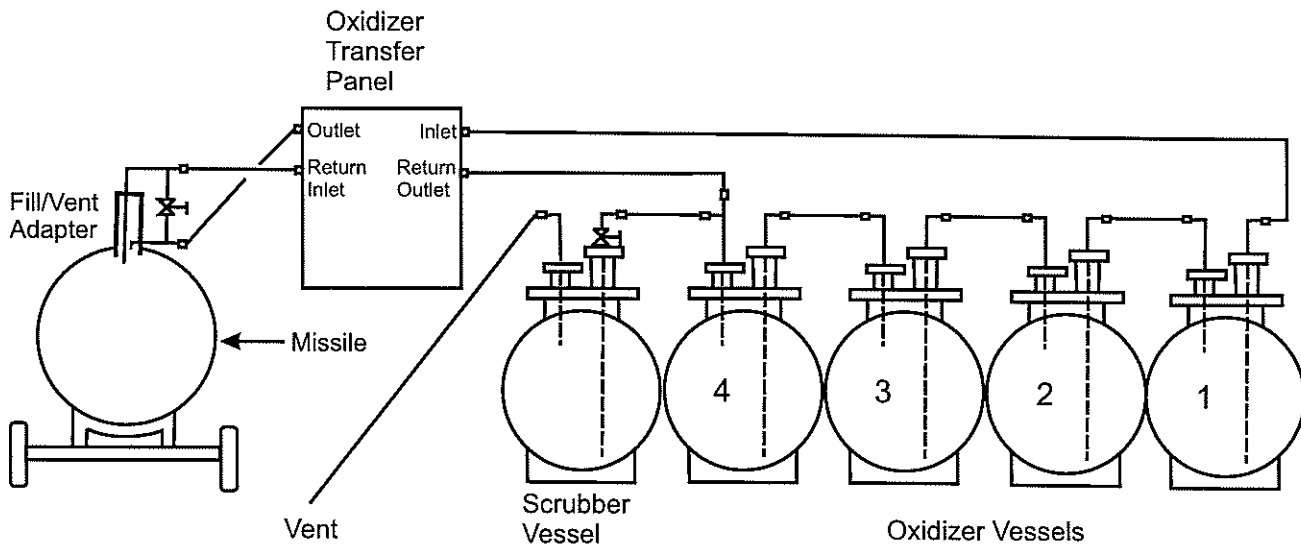 Oxidizer
Transfer
Panel
Outlet
Inlet
Return
Inlet
Return
Outlet
Fill/Vent
Adapter
Missile
4
3
2
1
Vent
Scrubber
Vessel
Oxidizer Vessels